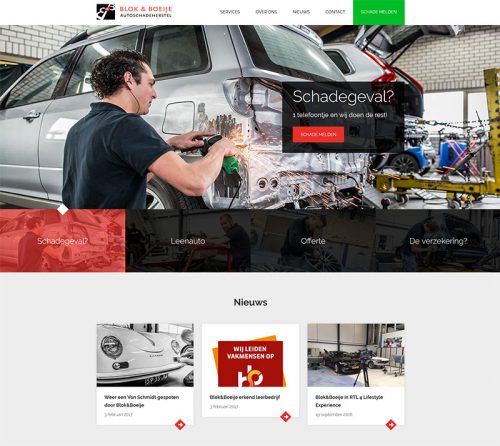 BLOK & BOEIJE
AUTOSCHADEHERSTEL
SERVICES
OVER ONS
NIEUWS
CONTACT
SCHADE MELDEN
Schadegeval?
1 telefoontje en wij doen de rest!
SCHADE MELDEN
Schadegeval?
Leenauto
Offerte
De verzekering?
Nieuws
WIJ LEIDEN
VAKMENSEN OP
Weer een Von Schmidt gespoten
door Blok&Boeije
3 februari 2017
Blok&Boeije erkend leerbedrijf
3 februari 2017
Blok&Boeije in RTL 4 Lifestyle
Experience
19 september 2016